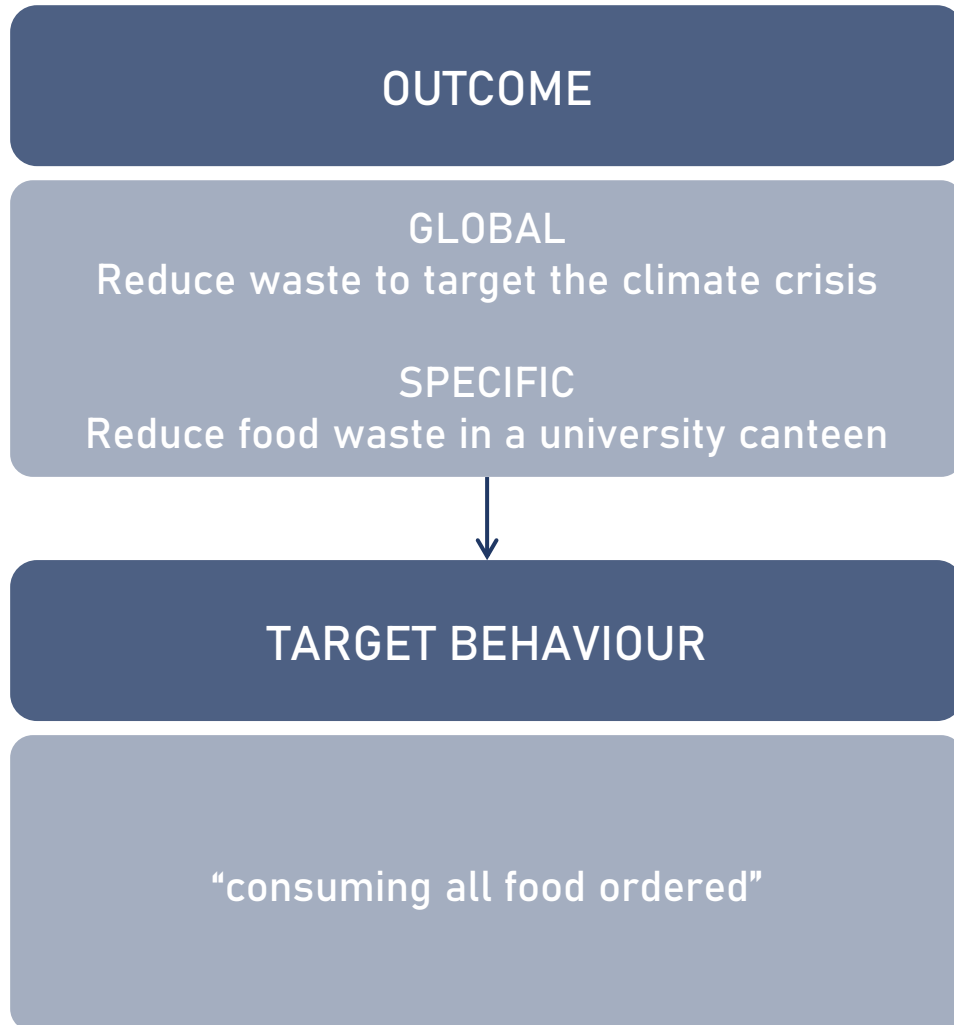 OUTCOME
GLOBAL
Reduce waste to target the climate crisis
SPECIFIC
Reduce food waste in a university canteen
TARGET BEHAVIOUR
“consuming all food ordered”